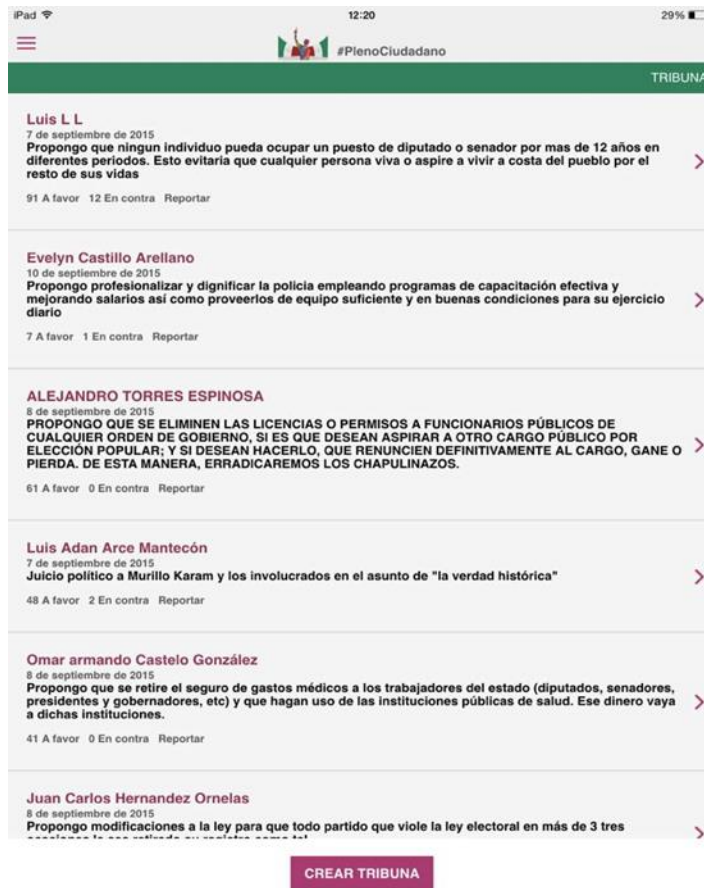 iPad 12:20 29%
#PlenoCiudadano
TRIBUNA
Luis L L
7 de septiembre de 2015
Propongo que ningun individuo pueda ocupar un puesto de diputado o senador por mas de 12 años en
diferentes periodos. Esto evitaria que cualquier persona viva o aspire a vivir a costa del pueblo por el
resto de sus vidas
91 A favor 12 En contra Reportar
Evelyn Castillo Arellano
10 de septiembre de 2015
Propongo profesionalizar y dignificar la policia empleando programas de capacitación efectiva y
mejorando salarios así como proveerlos de equipo suficiente y en buenas condiciones para su ejercicio
diario
7 A favor 1 En contra Reportar
ALEJANDRO TORRES ESPINOSA
8 de septiembre de 2015
PROPONGO QUE SE ELIMINEN LAS LICENCIAS O PERMISOS A FUNCIONARIOS PÚBLICOS DE
CUALQUIER ORDEN DE GOBIERNO, SI ES QUE DESEAN ASPIRAR A OTRO CARGO PÚBLICO POR
ELECCIÓN POPULAR; Y SI DESEAN HACERLO, QUE RENUNCIEN DEFINITIVAMENTE AL CARGO, GANE O
PIERDA. DE ESTA MANERA, ERRADICAREMOS LOS CHAPULINAZOS.
61 A favor 0 En contra Reportar
Luis Adan Arce Mantecón
7 de septiembre de 2015
Juicio político a Murillo Karam y los involucrados en el asunto de "la verdad histórica"
48 A favor 2 En contra Reportar
Omar armando Castelo González
8 de septiembre de 2015
Propongo que se retire el seguro de gastos médicos a los trabajadores del estado (diputados, senadores,
presidentes y gobernadores, etc) y que hagan uso de las instituciones públicas de salud. Ese dinero vaya
a dichas instituciones.
41 A favor 0 En contra Reportar
Juan Carlos Hernandez Ornelas
8 de septiembre de 2015
Propongo modificaciones a la ley para que todo partido que viole la ley electoral en más de 3 tres
CREAR TRIBUNA